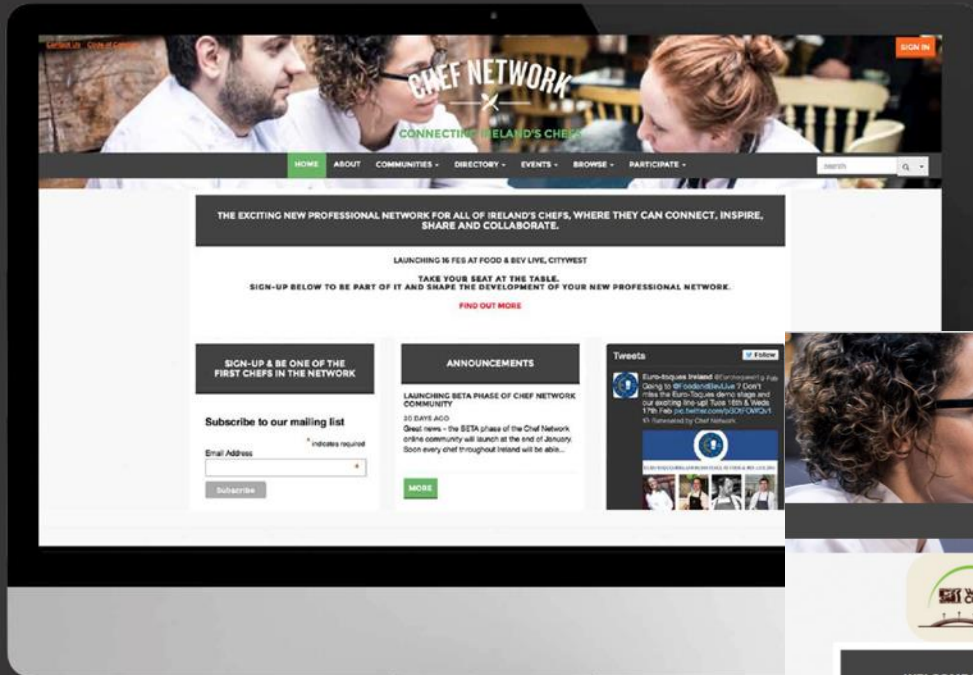 Contact Us Code of Conduct
SIGN IN
CHEF NETWORK
CONNECTING IRELAND'S CHEFS
HOME ABOUT COMMUNITIES DIRECTORY EVENTS BROWSE PARTICIPATE
search
THE EXCITING NEW PROFESSIONAL NETWORK FOR ALL OF IRELAND'S CHEFS, WHERE THEY CAN CONNECT, INSPIRE,
SHARE AND COLLABORATE.
LAUNCHING 16 FEB AT FOOD & BEV LIVE, CITYWEST
TAKE YOUR SEAT AT THE TABLE.
SIGN-UP BELOW TO BE PART OF IT AND SHAPE THE DEVELOPMENT OF YOUR NEW PROFESSIONAL NETWORK.
FIND OUT MORE
SIGN-UP & BE ONE OF THE
FIRST CHEFS IN THE NETWORK
Subscribe to our mailing list
* indicates required
Email Address
*
Subscribe
ANNOUNCEMENTS
LAUNCHING BETA PHASE OF CHEF NETWORK
COMMUNITY
20 DAYS AGO
Great news - the BETA phase of the Chef Network
online community will launch at the end of January.
Soon every chef throughout Ireland will be able...
MORE
Tweets
Follow
Euro-toques Ireland
Going to @FoodandBevLive ? Don't
miss the Euro-Toques demo stage and
our exciting line-up! Tues 16th & Weds
17th Feb
Retweeted by Chef Network